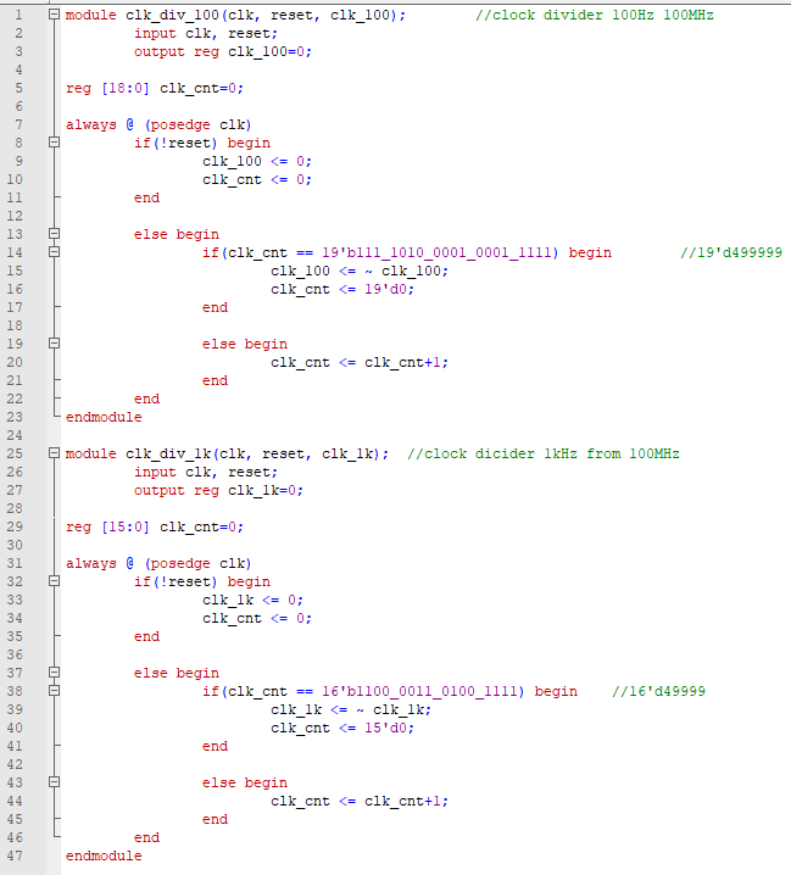 1 module clk_div_100(clk, reset, clk_100); //clock divider 100Hz 100MHz
2 input clk, reset;
3 output reg clk_100=0;
4
5 reg [18:0] clk_cnt=0;
6
7 always @ (posedge clk)
8 if(!reset) begin
9 clk_100 <= 0;
10 clk_cnt <= 0;
11 end
12
13 else begin
14 if(clk_cnt == 19'b111_1010_0001_0001_1111) begin //19'd499999
15 clk_100 <= ~ clk_100;
16 clk_cnt <= 19'd0;
17 end
18
19 else begin
20 clk_cnt <= clk_cnt+1;
21 end
22 end
23 endmodule
24
25 module clk_div_1k(clk, reset, clk_1k); //clock dicider 1kHz from 100MHz
26 input clk, reset;
27 output reg clk_1k=0;
28
29 reg [15:0] clk_cnt=0;
30
31 always @ (posedge clk)
32 if(!reset) begin
33 clk_1k <= 0;
34 clk_cnt <= 0;
35 end
36
37 else begin
38 if(clk_cnt == 16'b1100_0011_0100_1111) begin //16'd49999
39 clk_1k <= ~ clk_1k;
40 clk_cnt <= 15'd0;
41 end
42
43 else begin
44 clk_cnt <= clk_cnt+1;
45 end
46 end
47 endmodule